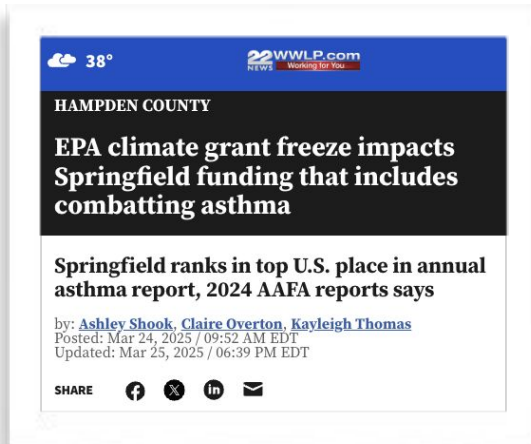 38°
22 WWLP.com
NEWS Working for You
HAMPDEN COUNTY
EPA climate grant freeze impacts
Springfield funding that includes
combatting asthma
Springfield ranks in top U.S. place in annual
asthma report, 2024 AAFA reports says
by: Ashley Shook, Claire Overton, Kayleigh Thomas
Posted: Mar 24, 2025 / 09:52 AM EDT
Updated: Mar 25, 2025 / 06:39 PM EDT
SHARE